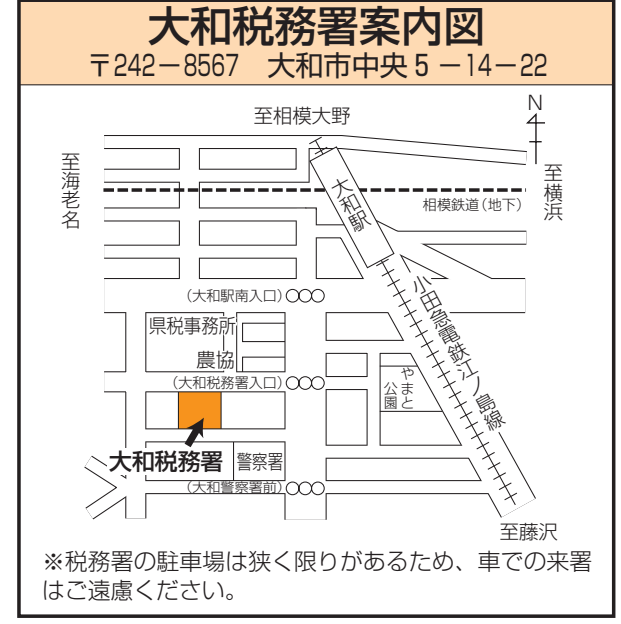 大和税務署案内図
〒242－8567　大和市中央５－14－22
至相模大野
N
至海老名
至横浜
大和駅
相模鉄道（地下）
小田急電鉄江ノ島線
（大和駅南入口）
県税事務所
農協
（大和税務署入口）
やまと
公園
大和税務署
警察署
（大和警察署前）
至藤沢
※税務署の駐車場は狭く限りがあるため、車での来署
はご遠慮ください。